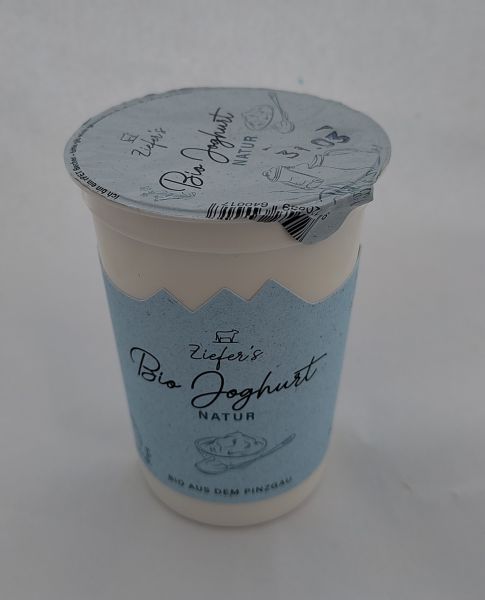 Ziefer's
Bio Joghurt
NATUR
Ziefer's
Bio Joghurt
NATUR
BIO AUS DEM PINZGAU